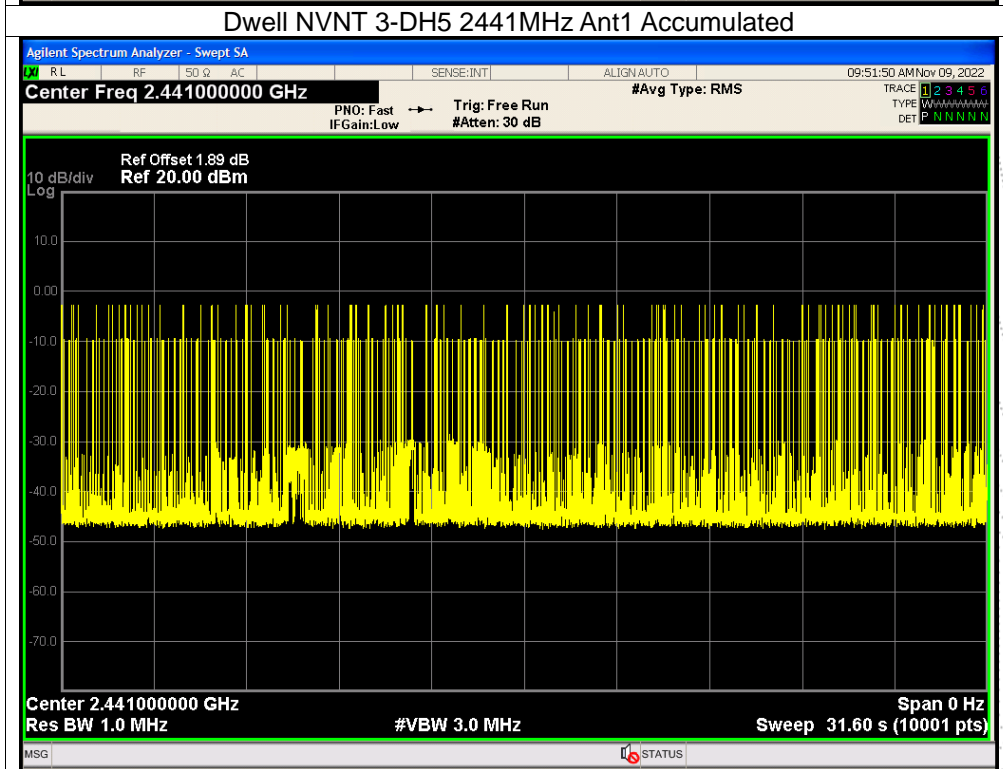 Dwell NVNT 3-DH5 2441MHz Ant1 Accumulated
Agilent Spectrum Analyzer - Swept SA
LXI RL RF 50 Ω AC SENSE:INT ALIGN AUTO 09:51:50 AM Nov 09, 2022
Center Freq 2.441000000 GHz #Avg Type: RMS TRACE 1 2 3 4 5 6
PNO: Fast Trig: Free Run TYPE W
IFGain:Low #Atten: 30 dB DET P N N N N N
Ref Offset 1.89 dB
10 dB/div Ref 20.00 dBm
Log
10.0
0.00
-10.0
-20.0
-30.0
-40.0
-50.0
-60.0
-70.0
Center 2.441000000 GHz Span 0 Hz
Res BW 1.0 MHz #VBW 3.0 MHz Sweep 31.60 s (10001 pts)
MSG STATUS